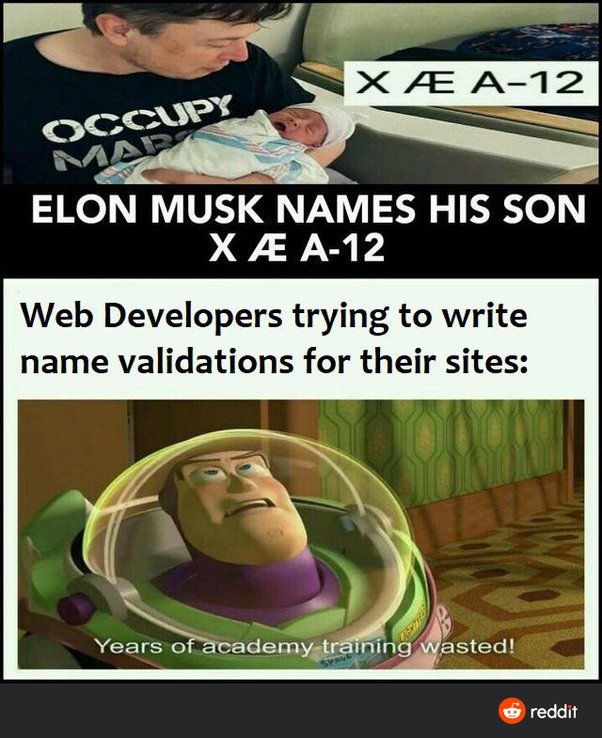 X Æ A-12
OCCUPY
MARS
ELON MUSK NAMES HIS SON
X Æ A-12
Web Developers trying to write
name validations for their sites:
Years of academy training wasted!
reddit